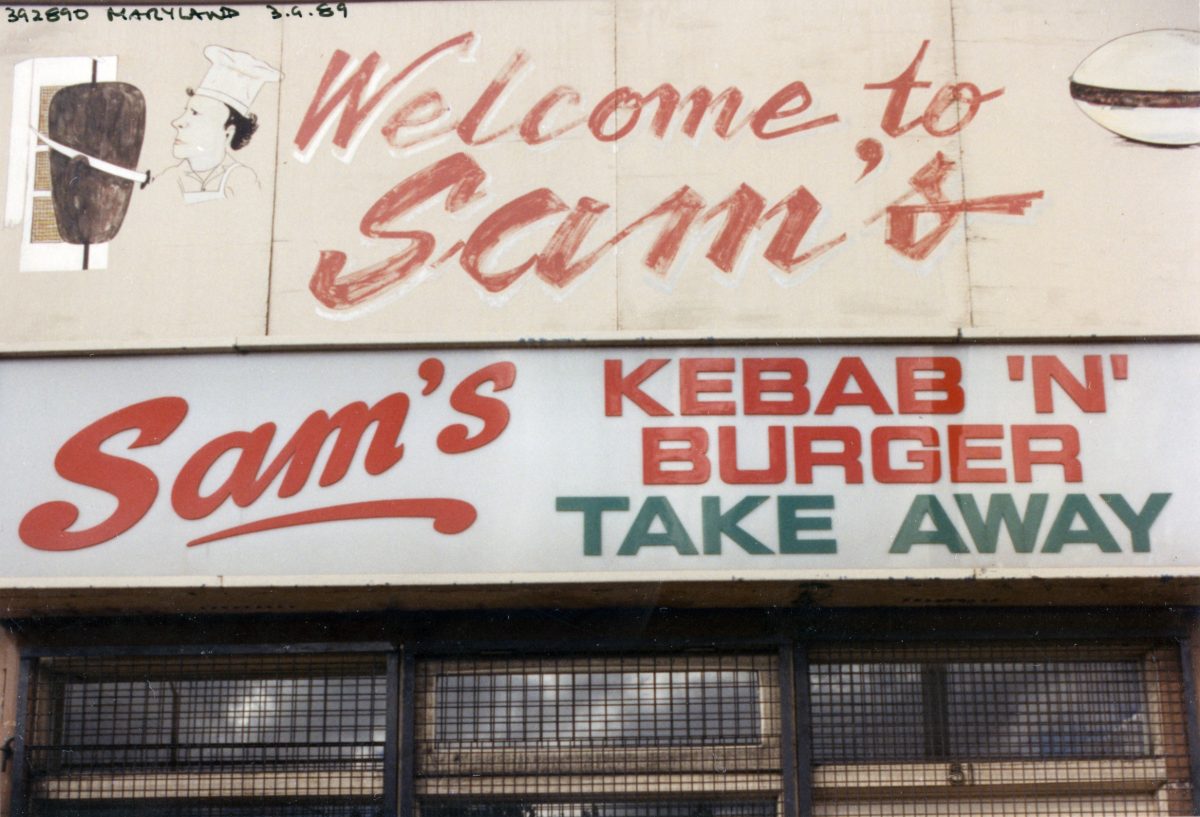 392890 MARYLAND 3.9.89
Welcome to
Sam's
Sam's
KEBAB 'N'
BURGER
TAKE AWAY